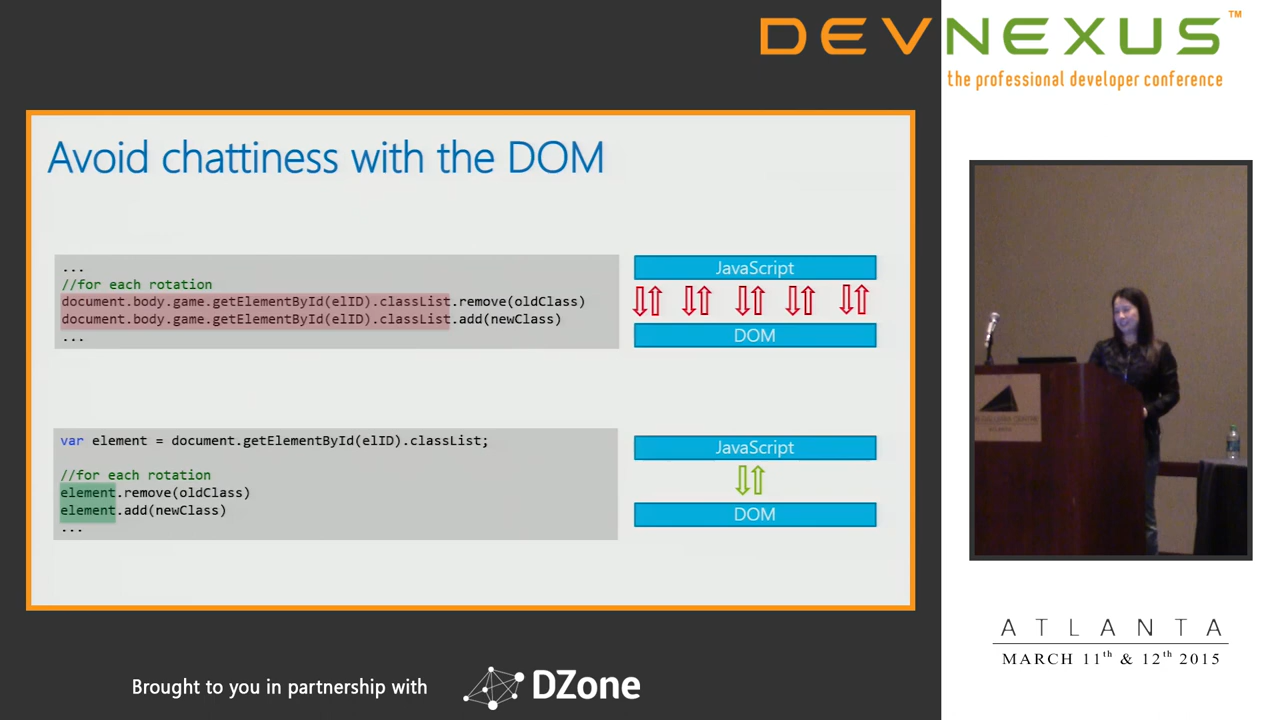 DEVNEXUS™
the professional developer conference
Avoid chattiness with the DOM
...
//for each rotation
document.body.game.getElementById(elID).classList.remove(oldClass)
document.body.game.getElementById(elID).classList.add(newClass)
...
JavaScript
DOM
var element = document.getElementById(elID).classList;
//for each rotation
element.remove(oldClass)
element.add(newClass)
...
JavaScript
DOM
ATLANTA
MARCH 11th & 12th 2015
Brought to you in partnership with
DZone